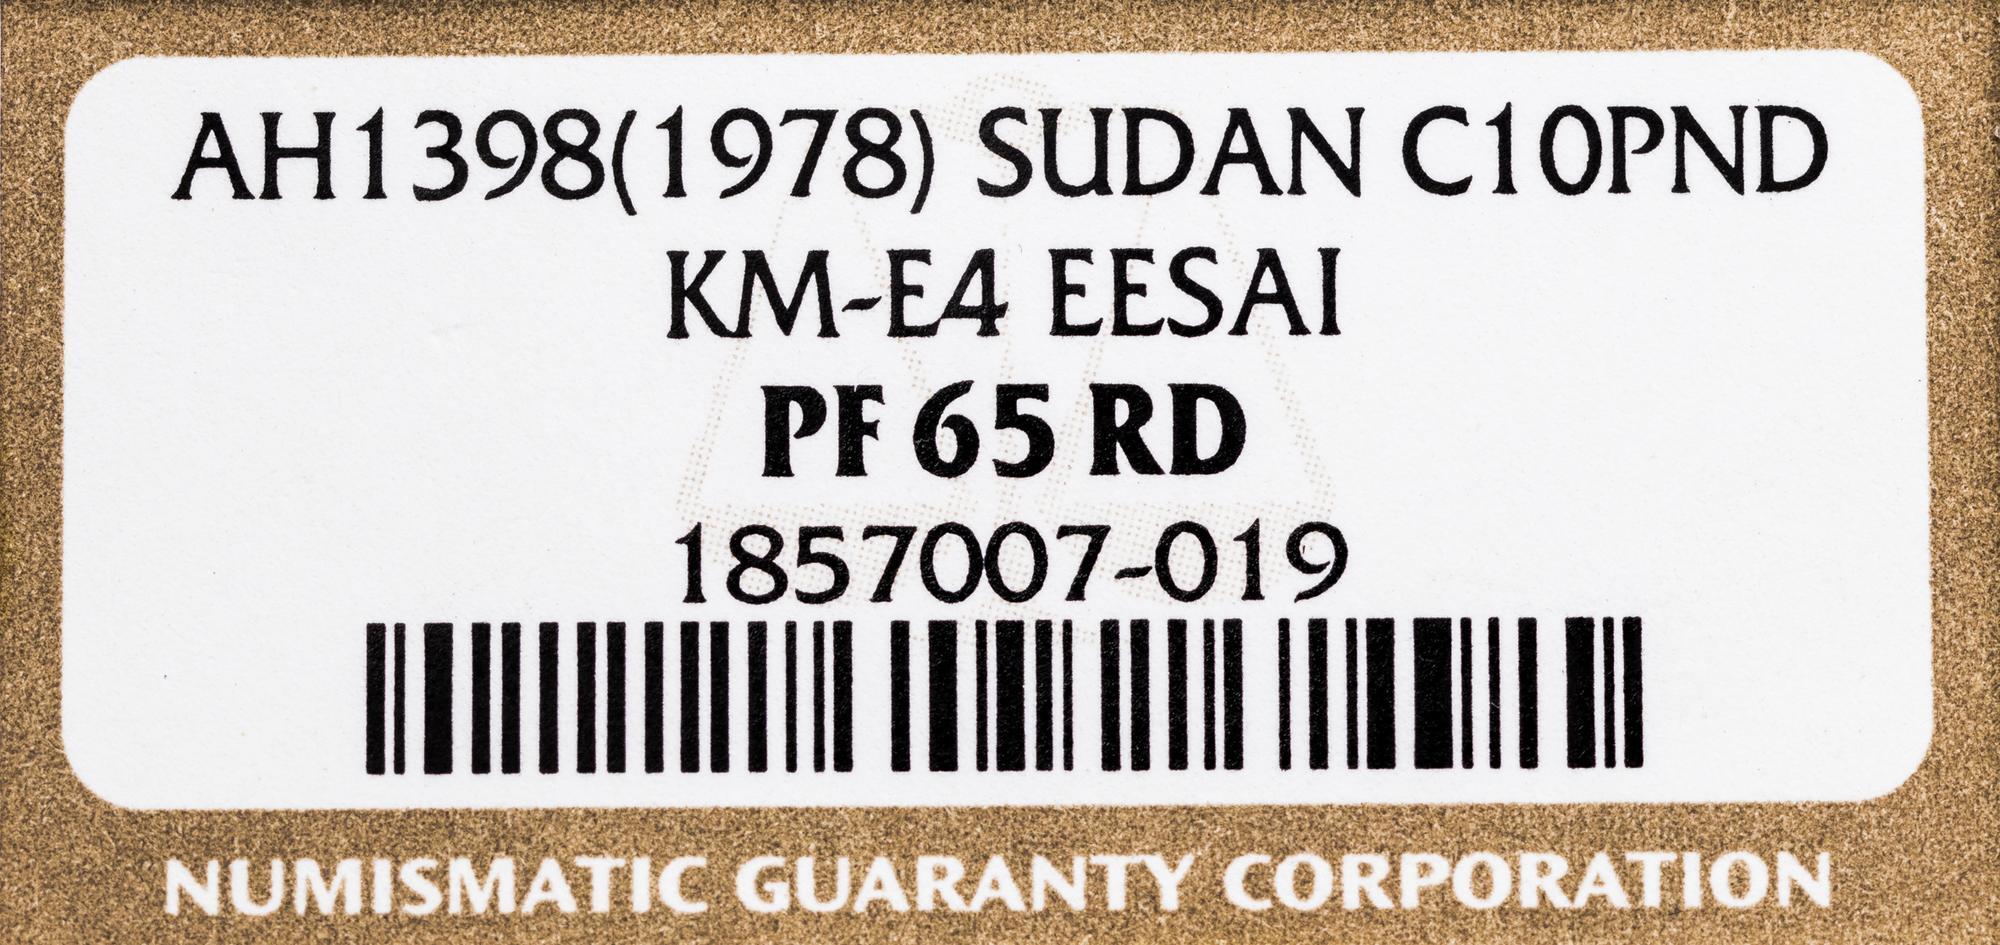 AH1398(1978) SUDAN C10PND
KM-E4 EESAI
PF 65 RD
1857007-019
NUMISMATIC GUARANTY CORPORATION